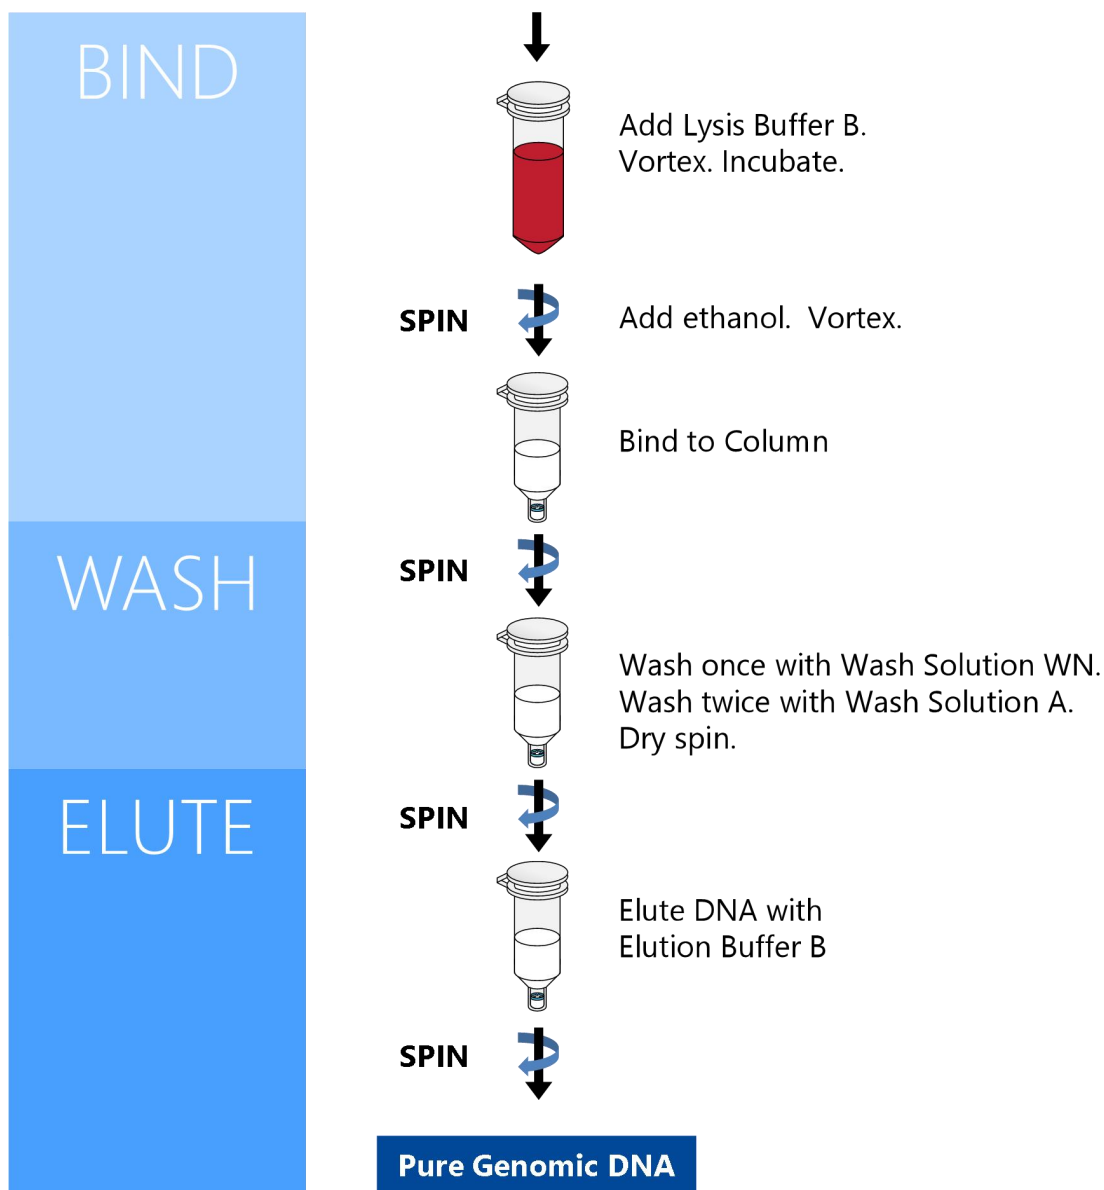 BIND
Add Lysis Buffer B.
Vortex. Incubate.
SPIN
Add ethanol.  Vortex.
Bind to Column
WASH
SPIN
Wash once with Wash Solution WN.
Wash twice with Wash Solution A.
Dry spin.
ELUTE
SPIN
Elute DNA with
Elution Buffer B
SPIN
Pure Genomic DNA